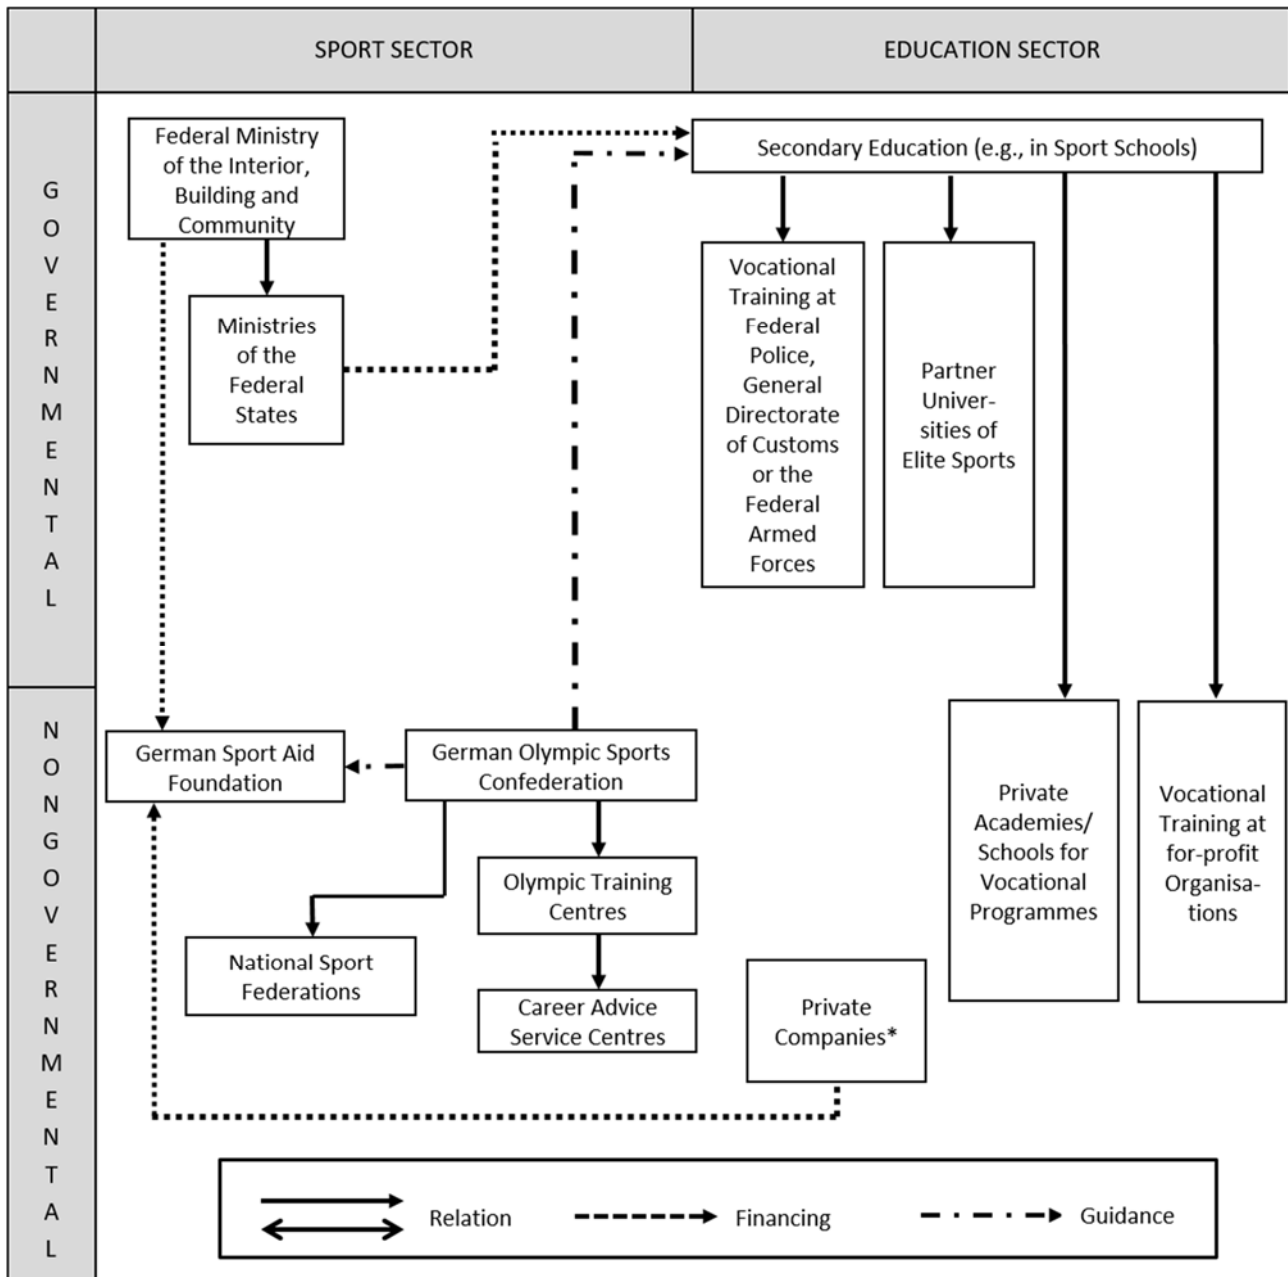 SPORT SECTOR
EDUCATION SECTOR
G
O
V
E
R
N
M
E
N
T
A
L
Federal Ministry
of the Interior,
Building and
Community
Ministries
of the
Federal
States
Secondary Education (e.g., in Sport Schools)
Vocational
Training at
Federal
Police,
General
Directorate
of Customs
or the
Federal
Armed
Forces
Partner
Univer-
sities of
Elite Sports
N
O
N
G
O
V
E
R
N
M
E
N
T
A
L
German Sport Aid
Foundation
German Olympic Sports
Confederation
Olympic Training
Centres
National Sport
Federations
Career Advice
Service Centres
Private
Companies*
Private
Academies/
Schools for
Vocational
Programmes
Vocational
Training at
for-profit
Organisa-
tions
Relation
Financing
Guidance